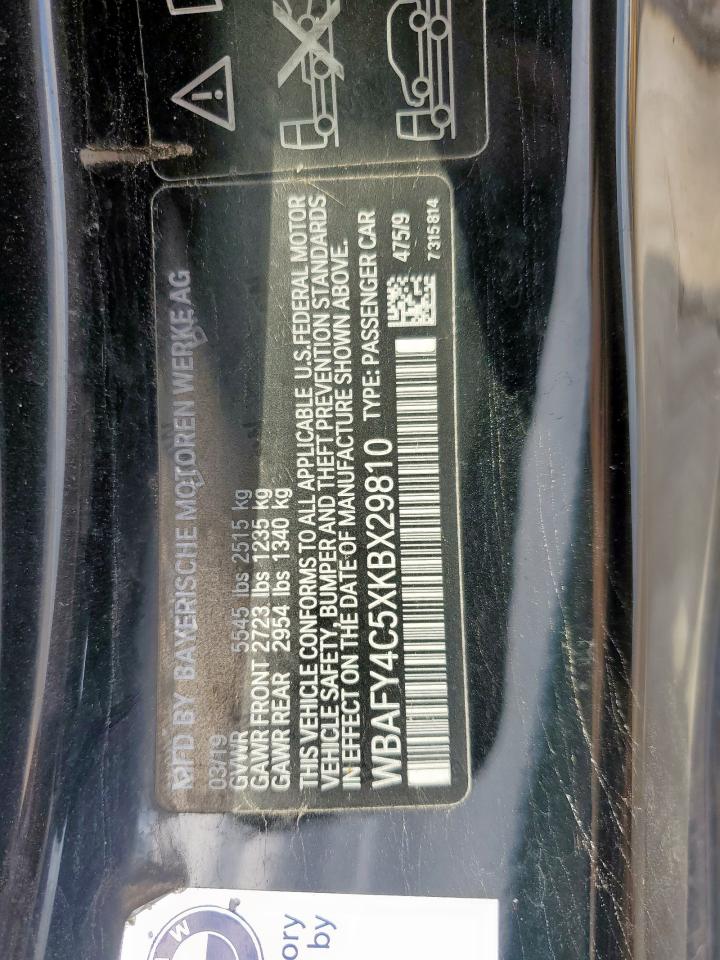 MFD BY BAYERISCHE MOTOREN WERKE AG
03/19
GVWR 5545 lbs 2515 kg
GAWR FRONT 2723 lbs 1235 kg
GAWR REAR 2954 lbs 1340 kg
THIS VEHICLE CONFORMS TO ALL APPLICABLE U.S. FEDERAL MOTOR
VEHICLE SAFETY, BUMPER AND THEFT PREVENTION STANDARDS
IN EFFECT ON THE DATE OF MANUFACTURE SHOWN ABOVE.
WBAFY4C5XKBX29810 TYPE: PASSENGER CAR
475/9
7315814
W
ory
by